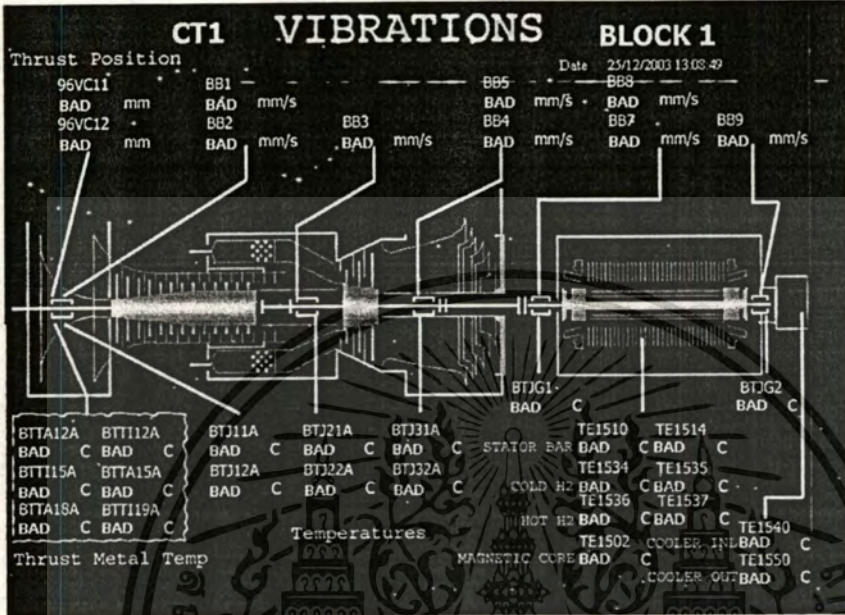 CT1 VIBRATIONS BLOCK 1
Thrust Position
Date 25/12/2003 13:08:49
96VC11 BB1 BB5 BB8
BAD mm BAD mm/s BAD mm/s BAD mm/s
96VC12 BB2 BB3 BB4 BB7 BB9
BAD mm BAD mm/s BAD mm/s BAD mm/s BAD mm/s BAD mm/s
BTJG1 BTJG2
BAD C BAD C
BTTA12A BTTI12A BTJ11A BTJ21A BTJ31A TE1510 TE1514
BAD C BAD C BAD C BAD C BAD C STATOR BAR BAD C BAD C
BTTI15A BTTA15A BTJ12A BTJ22A BTJ32A TE1534 TE1535
BAD C BAD C BAD C BAD C BAD C COLD H2 BAD C BAD C
BTTA18A BTTI19A TE1536 TE1537
BAD C BAD C HOT H2 BAD C BAD C TE1540
Temperatures TE1502 COOLER INL BAD C
Thrust Metal Temp MAGNETIC CORE BAD C TE1550
COOLER OUT BAD C